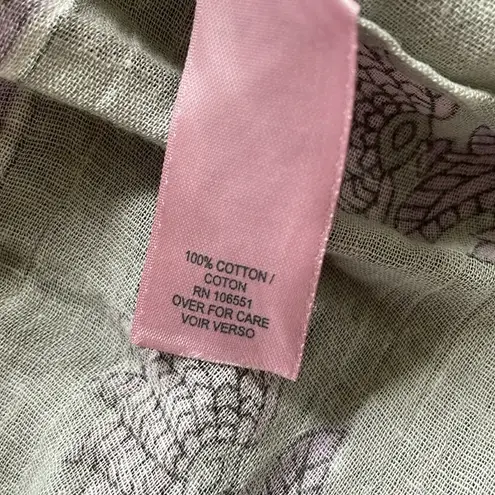 100% COTTON /
COTON
RN 106551
OVER FOR CARE
VOIR VERSO